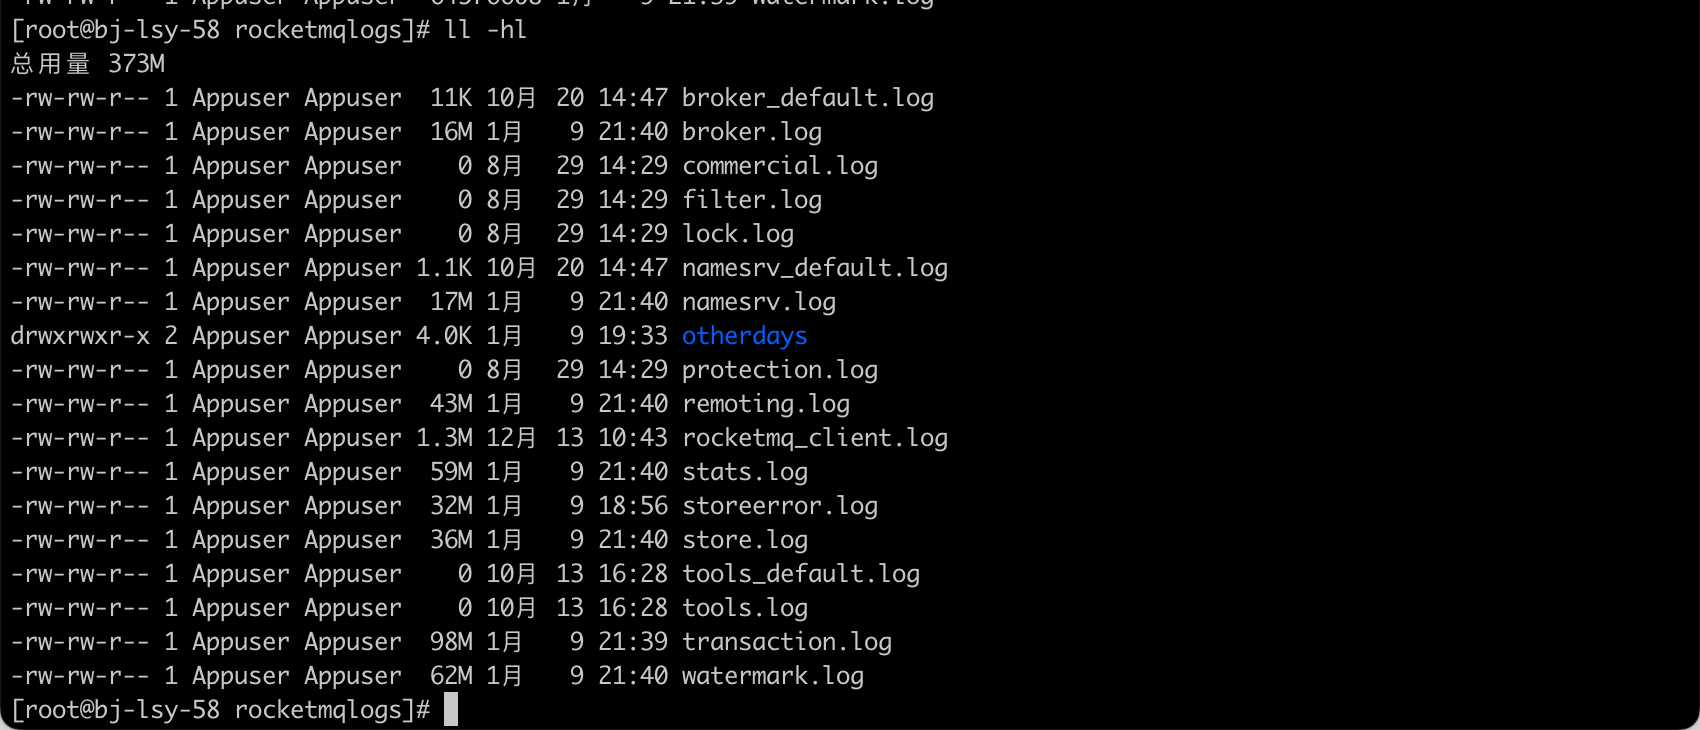 [root@bj-lsy-58 rocketmqlogs]# ll -hl
总用量 373M
-rw-rw-r-- 1 Appuser Appuser  11K 10月  20 14:47 broker_default.log
-rw-rw-r-- 1 Appuser Appuser  16M 1月    9 21:40 broker.log
-rw-rw-r-- 1 Appuser Appuser    0 8月   29 14:29 commercial.log
-rw-rw-r-- 1 Appuser Appuser    0 8月   29 14:29 filter.log
-rw-rw-r-- 1 Appuser Appuser    0 8月   29 14:29 lock.log
-rw-rw-r-- 1 Appuser Appuser 1.1K 10月  20 14:47 namesrv_default.log
-rw-rw-r-- 1 Appuser Appuser  17M 1月    9 21:40 namesrv.log
drwxrwxr-x 2 Appuser Appuser 4.0K 1月    9 19:33 otherdays
-rw-rw-r-- 1 Appuser Appuser    0 8月   29 14:29 protection.log
-rw-rw-r-- 1 Appuser Appuser  43M 1月    9 21:40 remoting.log
-rw-rw-r-- 1 Appuser Appuser 1.3M 12月  13 10:43 rocketmq_client.log
-rw-rw-r-- 1 Appuser Appuser  59M 1月    9 21:40 stats.log
-rw-rw-r-- 1 Appuser Appuser  32M 1月    9 18:56 storeerror.log
-rw-rw-r-- 1 Appuser Appuser  36M 1月    9 21:40 store.log
-rw-rw-r-- 1 Appuser Appuser    0 10月  13 16:28 tools_default.log
-rw-rw-r-- 1 Appuser Appuser    0 10月  13 16:28 tools.log
-rw-rw-r-- 1 Appuser Appuser  98M 1月    9 21:39 transaction.log
-rw-rw-r-- 1 Appuser Appuser  62M 1月    9 21:40 watermark.log
[root@bj-lsy-58 rocketmqlogs]#